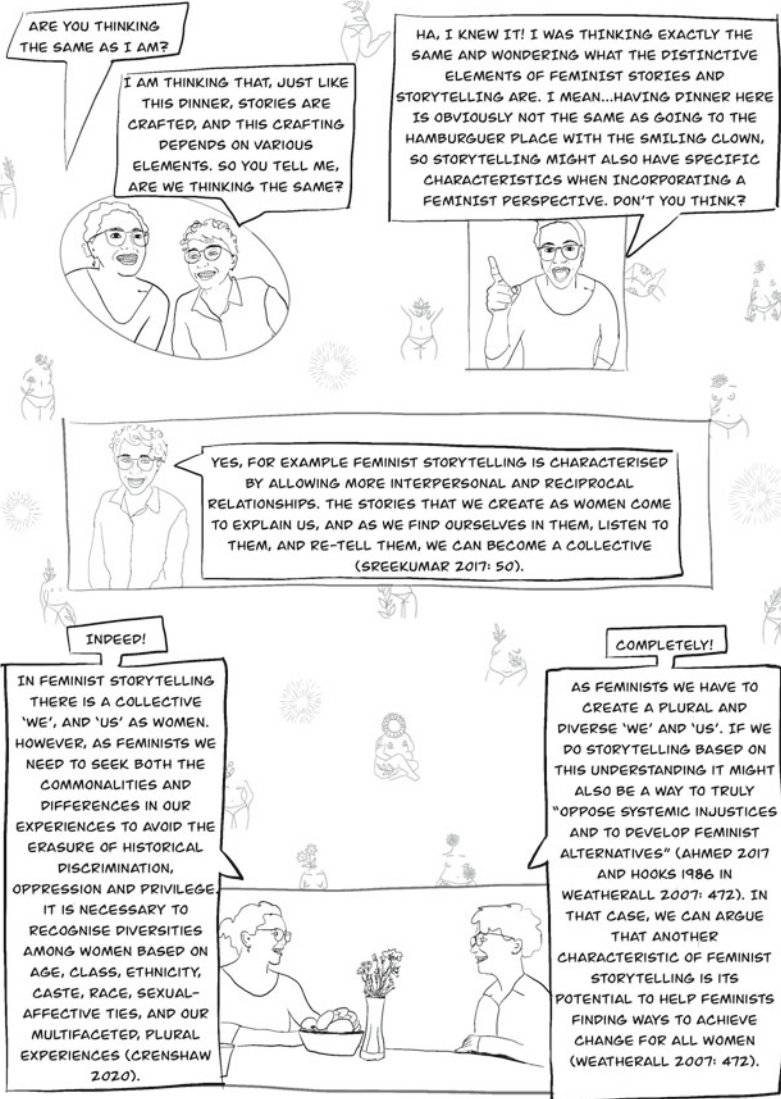 ARE YOU THINKING
THE SAME AS I AM?
I AM THINKING THAT, JUST LIKE
THIS DINNER, STORIES ARE
CRAFTED, AND THIS CRAFTING
DEPENDS ON VARIOUS
ELEMENTS. SO YOU TELL ME,
ARE WE THINKING THE SAME?
HA, I KNEW IT! I WAS THINKING EXACTLY THE
SAME AND WONDERING WHAT THE DISTINCTIVE
ELEMENTS OF FEMINIST STORIES AND
STORYTELLING ARE. I MEAN...HAVING DINNER HERE
IS OBVIOUSLY NOT THE SAME AS GOING TO THE
HAMBURGUER PLACE WITH THE SMILING CLOWN,
SO STORYTELLING MIGHT ALSO HAVE SPECIFIC
CHARACTERISTICS WHEN INCORPORATING A
FEMINIST PERSPECTIVE. DON'T YOU THINK?
YES, FOR EXAMPLE FEMINIST STORYTELLING IS CHARACTERISED
BY ALLOWING MORE INTERPERSONAL AND RECIPROCAL
RELATIONSHIPS. THE STORIES THAT WE CREATE AS WOMEN COME
TO EXPLAIN US, AND AS WE FIND OURSELVES IN THEM, LISTEN TO
THEM, AND RE-TELL THEM, WE CAN BECOME A COLLECTIVE
(SREEKUMAR 2017: 50).
INDEED!
IN FEMINIST STORYTELLING
THERE IS A COLLECTIVE
'WE', AND 'US' AS WOMEN.
HOWEVER, AS FEMINISTS WE
NEED TO SEEK BOTH THE
COMMONALITIES AND
DIFFERENCES IN OUR
EXPERIENCES TO AVOID THE
ERASURE OF HISTORICAL
DISCRIMINATION,
OPPRESSION AND PRIVILEGE.
IT IS NECESSARY TO
RECOGNISE DIVERSITIES
AMONG WOMEN BASED ON
AGE, CLASS, ETHNICITY,
CASTE, RACE, SEXUAL-
AFFECTIVE TIES, AND OUR
MULTIFACETED, PLURAL
EXPERIENCES (CRENSHAW
2020).
COMPLETELY!
AS FEMINISTS WE HAVE TO
CREATE A PLURAL AND
DIVERSE 'WE' AND 'US'. IF WE
DO STORYTELLING BASED ON
THIS UNDERSTANDING IT MIGHT
ALSO BE A WAY TO TRULY
"OPPOSE SYSTEMIC INJUSTICES
AND TO DEVELOP FEMINIST
ALTERNATIVES" (AHMED 2017
AND HOOKS 1986 IN
WEATHERALL 2007: 472). IN
THAT CASE, WE CAN ARGUE
THAT ANOTHER
CHARACTERISTIC OF FEMINIST
STORYTELLING IS ITS
POTENTIAL TO HELP FEMINISTS
FINDING WAYS TO ACHIEVE
CHANGE FOR ALL WOMEN
(WEATHERALL 2007: 472).